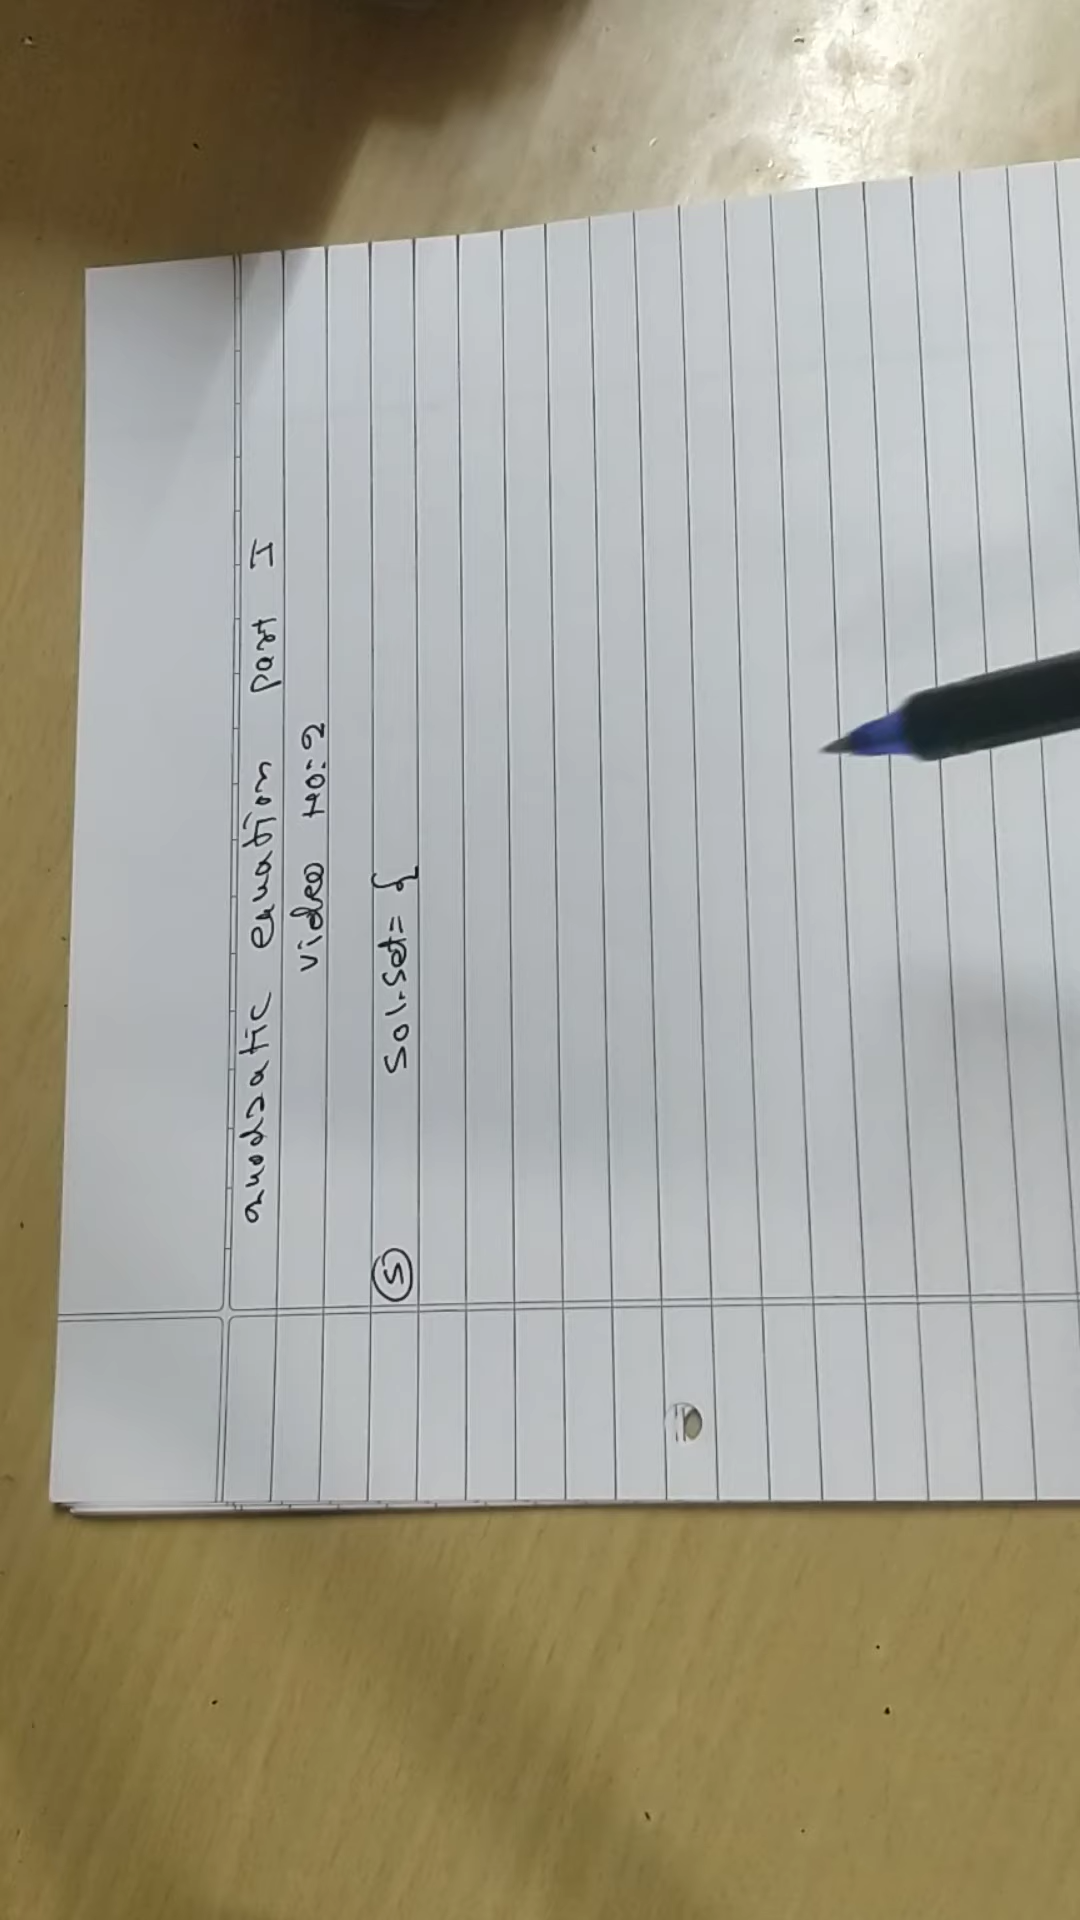 Quadratic equation part I
Video No: 2
(5) Sol. Set = {